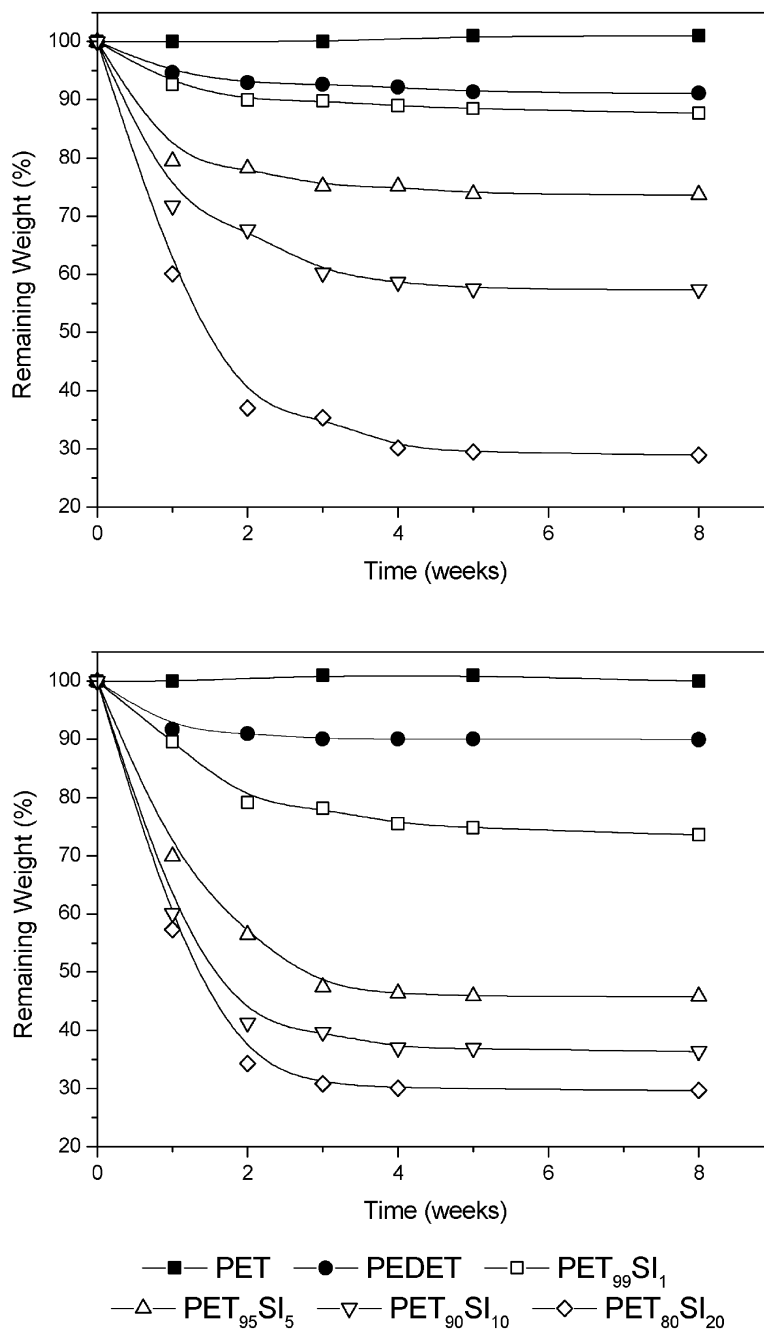 100
90
80
70
60
50
40
30
20
Remaining Weight (%)
0 2 4 6 8
Time (weeks)
100
90
80
70
60
50
40
30
20
Remaining Weight (%)
0 2 4 6 8
Time (weeks)
PET PEDET PET₉₉SI₁
PET₉₅SI₅ PET₉₀SI₁₀ PET₈₀SI₂₀